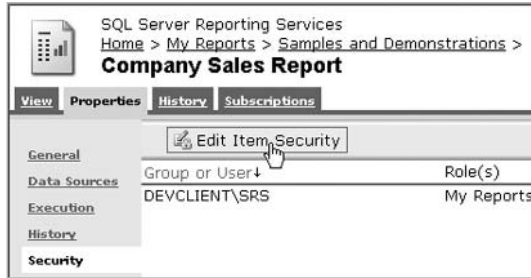 SQL Server Reporting Services
Home > My Reports > Samples and Demonstrations >
Company Sales Report
View Properties History Subscriptions
Edit Item Security
General
Data Sources
Execution
History
Security
Group or User↓ Role(s)
DEVCLIENT\SRS My Reports